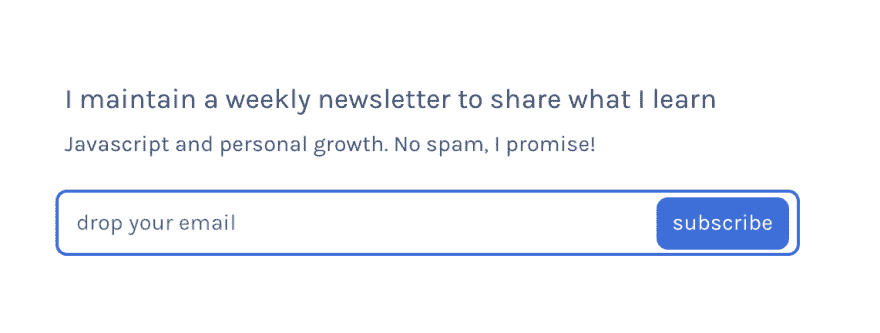 I maintain a weekly newsletter to share what I learn
Javascript and personal growth. No spam, I promise!
drop your email
subscribe